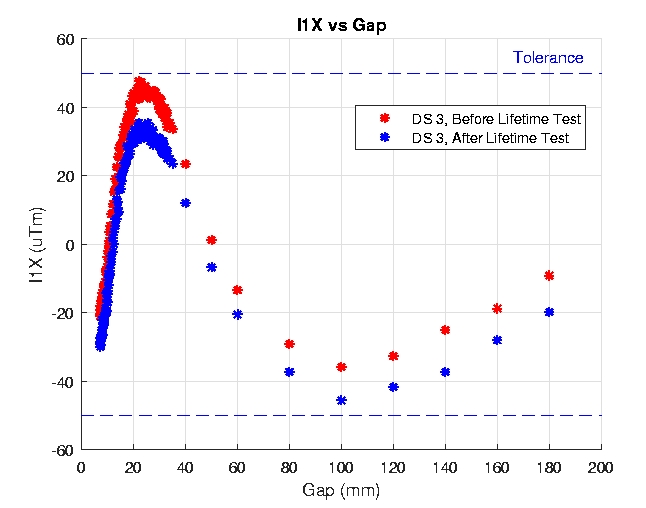 I1X vs Gap
60
Tolerance
40
DS 3, Before Lifetime Test
DS 3, After Lifetime Test
20
I1X (uTm)
0
-20
-40
-60
0 20 40 60 80 100 120 140 160 180 200
Gap (mm)